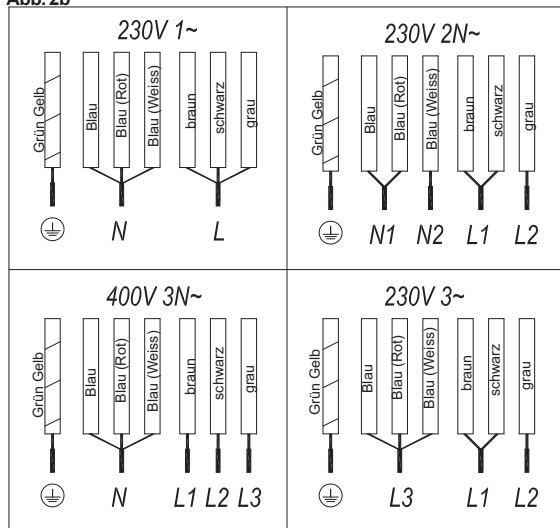 Abb. 2b
230V 1~
Grün Gelb
Blau
Blau (Rot)
Blau (Weiss)
braun
schwarz
grau
N
L
230V 2N~
Grün Gelb
Blau
Blau (Rot)
Blau (Weiss)
braun
schwarz
grau
N1 N2 L1 L2
400V 3N~
Grün Gelb
Blau
Blau (Rot)
Blau (Weiss)
braun
schwarz
grau
N L1 L2 L3
230V 3~
Grün Gelb
Blau
Blau (Rot)
Blau (Weiss)
braun
schwarz
grau
L3 L1 L2